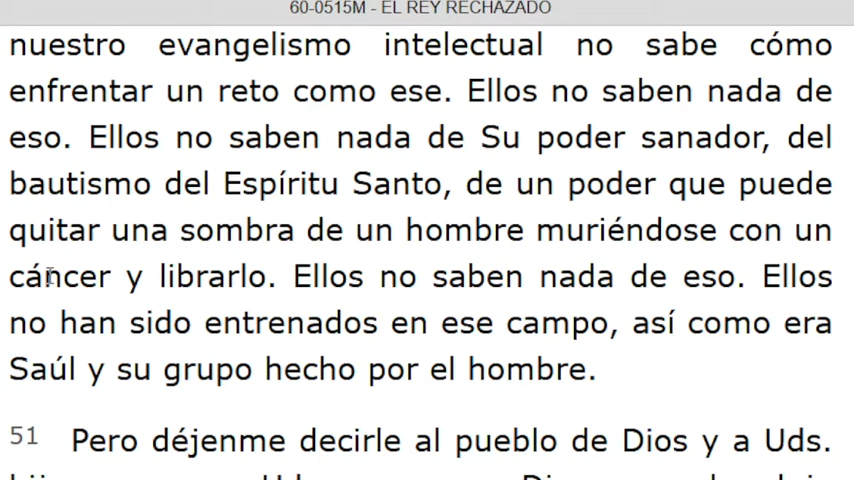 60-0515M - EL REY RECHAZADO
nuestro evangelismo intelectual no sabe cómo
enfrentar un reto como ese. Ellos no saben nada de
eso. Ellos no saben nada de Su poder sanador, del
bautismo del Espíritu Santo, de un poder que puede
quitar una sombra de un hombre muriéndose con un
cáncer y librarlo. Ellos no saben nada de eso. Ellos
no han sido entrenados en ese campo, así como era
Saúl y su grupo hecho por el hombre.
51 Pero déjenme decirle al pueblo de Dios y a Uds.